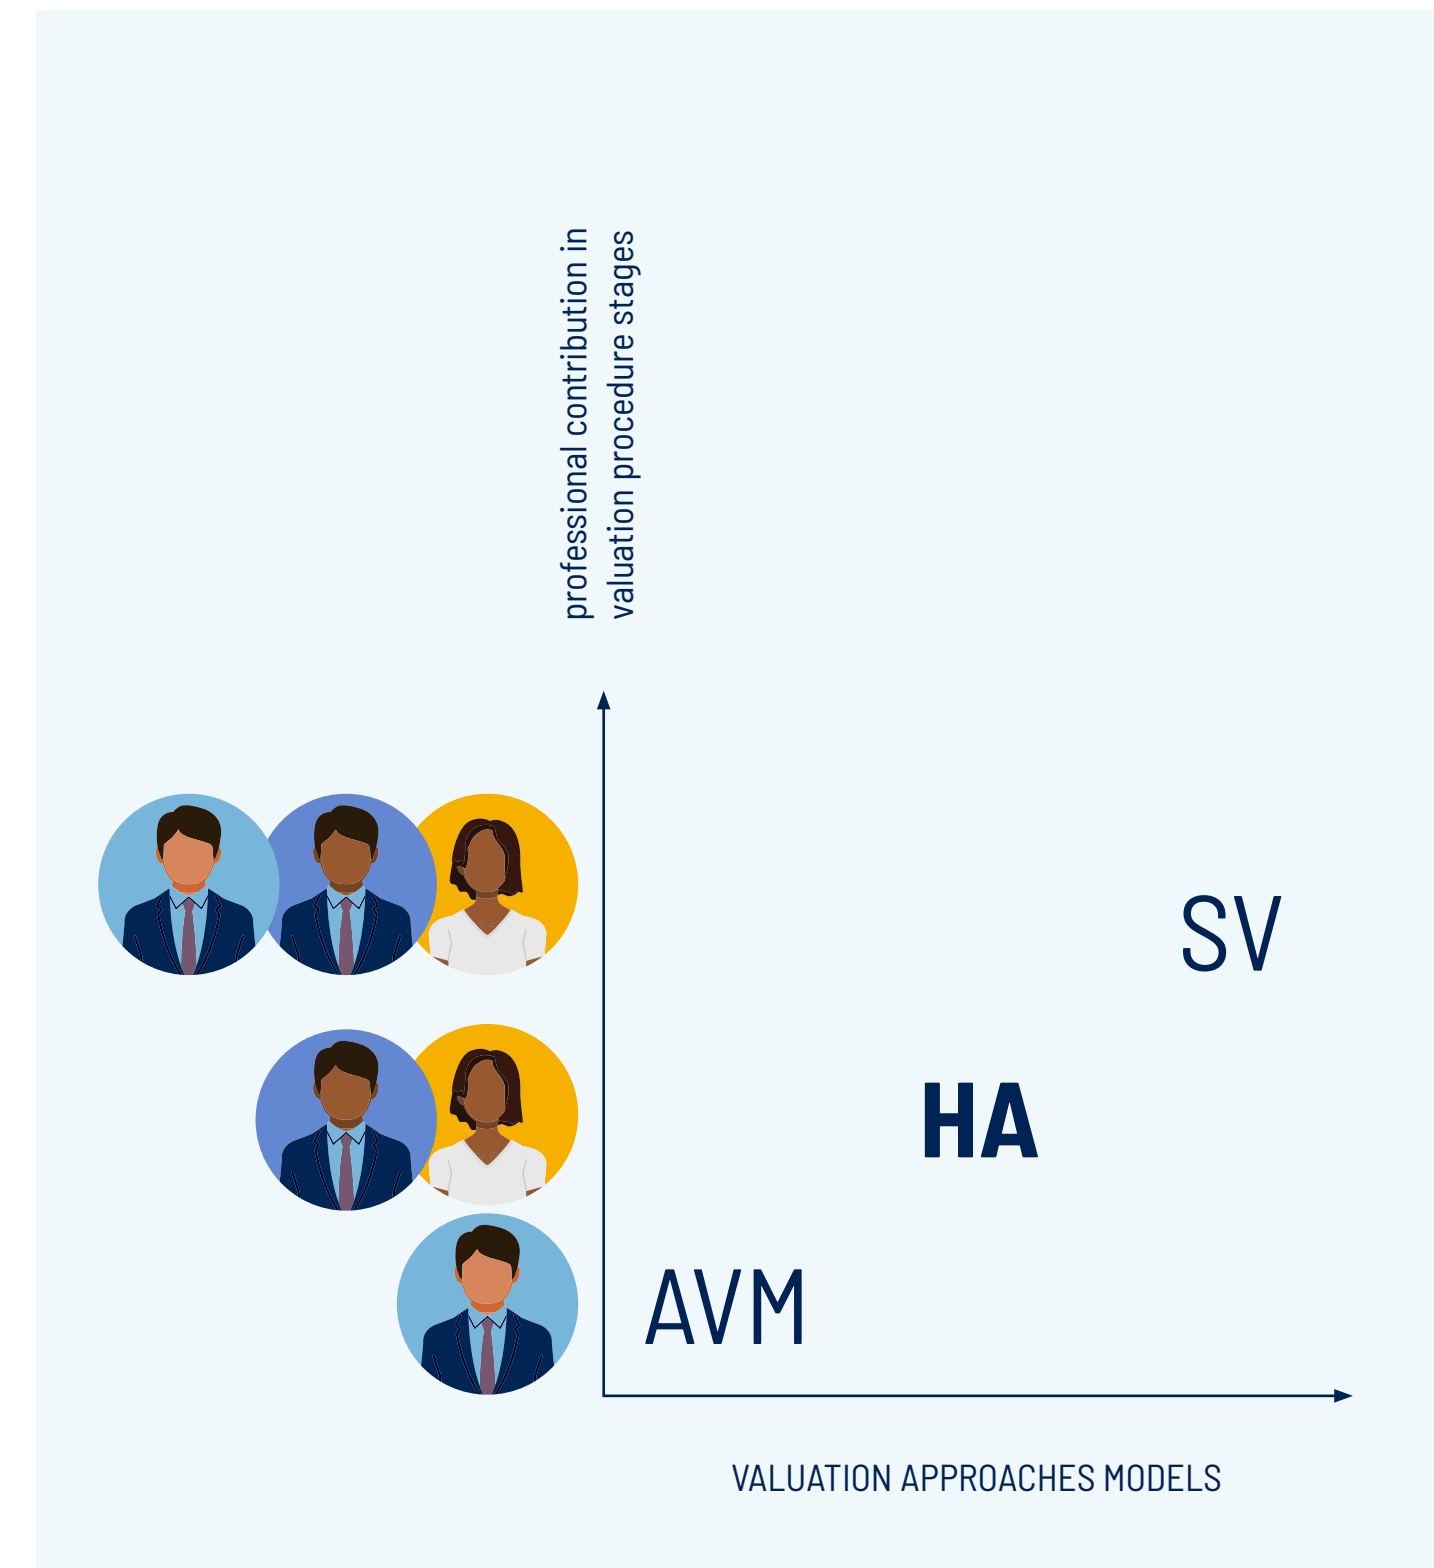 professional contribution in
valuation procedure stages
SV
HA
AVM
VALUATION APPROACHES MODELS